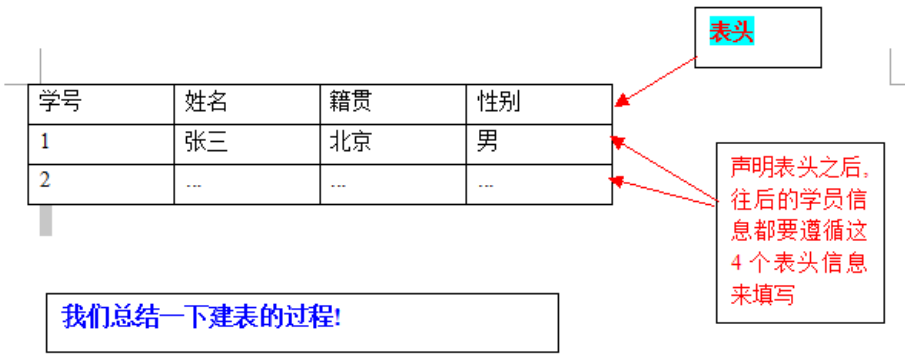 表头
学号 姓名 籍贯 性别
1 张三 北京 男
2 ... ... ...
声明表头之后,
往后的学员信
息都要遵循这
4 个表头信息
来填写
我们总结一下建表的过程!